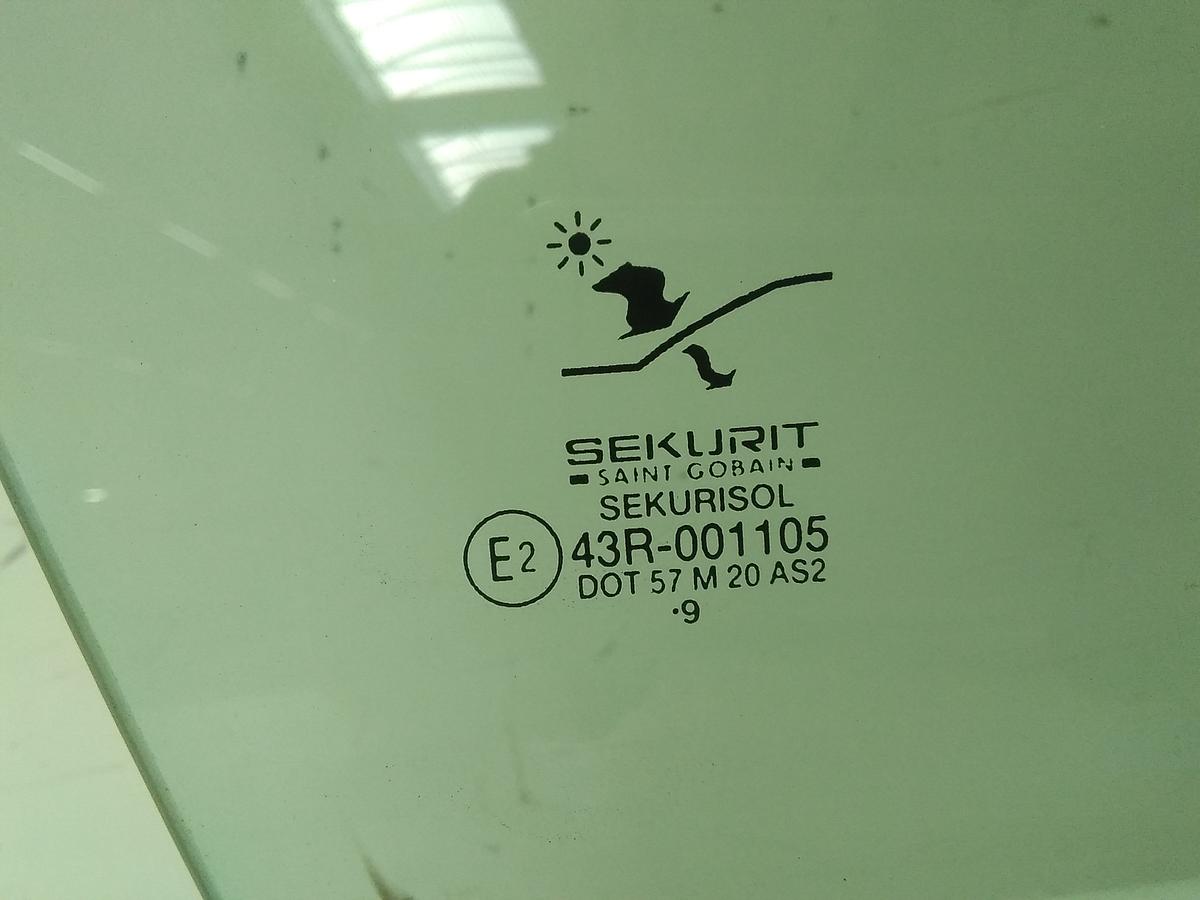 SEKURIT
SAINT GOBAIN
SEKURISOL
E2 43R-001105
DOT 57 M 20 AS2
·9